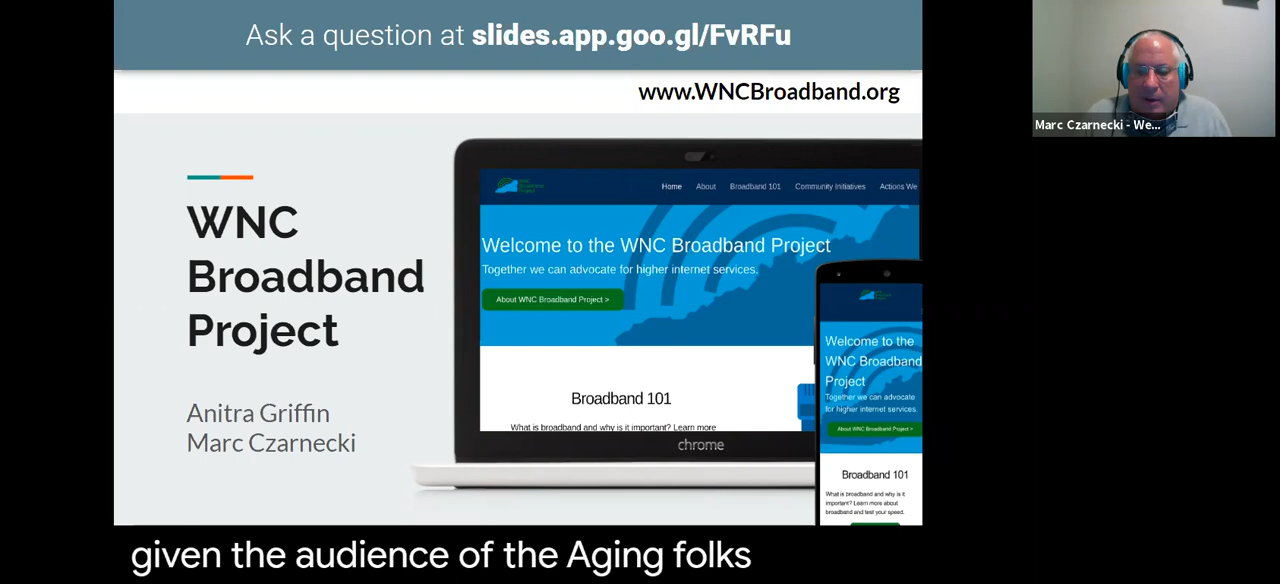 Ask a question at slides.app.goo.gl/FvRFu
www.WNCBroadband.org
WNC
Broadband
Project
Anitra Griffin
Marc Czarnecki
WNC
Broadband
Project
Home About Broadband 101 Community Initiatives Actions We
Welcome to the WNC Broadband Project
Together we can advocate for higher internet services.
About WNC Broadband Project >
Broadband 101
What is broadband and why is it important? Learn more
chrome
Welcome to the
WNC Broadband
Project
Together we can advocate
for higher internet services.
About WNC Broadband Project >
Broadband 101
What is broadband and why is it
important? Learn more about
broadband and test your speed.
Marc Czarnecki - We...
given the audience of the Aging folks